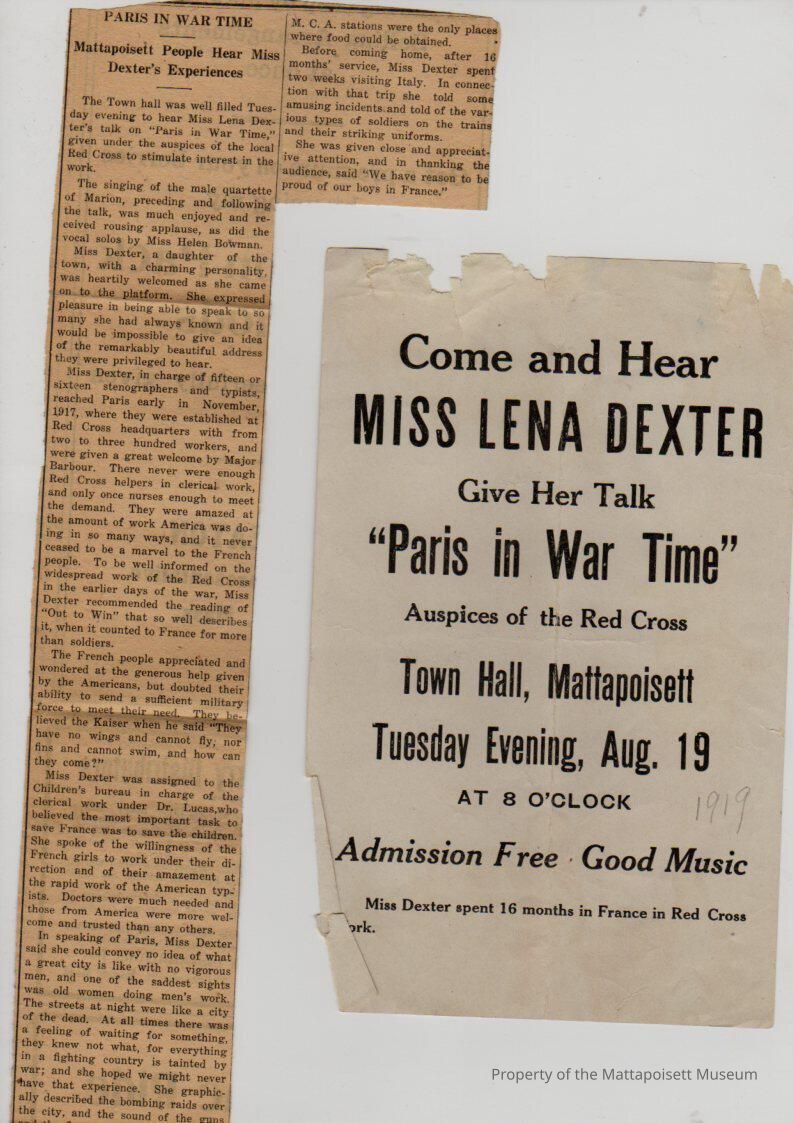 PARIS IN WAR TIME
Mattapoisett People Hear Miss
Dexter's Experiences
The Town hall was well filled Tues-
day evening to hear Miss Lena Dex-
ter's talk on "Paris in War Time,"
given under the auspices of the local
Red Cross to stimulate interest in the
work.
The singing of the male quartette
of Marion, preceding and following
the talk, was much enjoyed and re-
ceived rousing applause, as did the
vocal solos by Miss Helen Bowman.
Miss Dexter, a daughter of the
town, with a charming personality,
was heartily welcomed as she came
on to the platform. She expressed
pleasure in being able to speak to so
many she had always known and it
would be impossible to give an idea
of the remarkably beautiful address
they were privileged to hear.
Miss Dexter, in charge of fifteen or
sixteen stenographers and typists,
reached Paris early in November,
1917, where they were established at
Red Cross headquarters with from
two to three hundred workers, and
were given a great welcome by Major
Barbour. There never were enough
Red Cross helpers in clerical work,
and only once nurses enough to meet
the demand. They were amazed at
the amount of work America was do-
ing in so many ways, and it never
ceased to be a marvel to the French
people. To be well informed on the
widespread work of the Red Cross
in the earlier days of the war, Miss
Dexter recommended the reading of
"Out to Win" that so well describes
it, when it counted to France for more
than soldiers.
The French people appreciated and
wondered at the generous help given
by the Americans, but doubted their
ability to send a sufficient military
force to meet their need. They be-
lieved the Kaiser when he said "They
have no wings and cannot fly, nor
fins and cannot swim, and how can
they come?"
Miss Dexter was assigned to the
Children's bureau in charge of the
clerical work under Dr. Lucas,who
believed the most important task to
save France was to save the children.
She spoke of the willingness of the
French girls to work under their di-
rection and of their amazement at
the rapid work of the American typ-
ists. Doctors were much needed and
those from America were more wel-
come and trusted than any others.
In speaking of Paris, Miss Dexter
said she could convey no idea of what
a great city is like with no vigorous
men, and one of the saddest sights
was old women doing men's work.
The streets at night were like a city
of the dead. At all times there was
a feeling of waiting for something,
they knew not what, for everything
in a fighting country is tainted by
war; and she hoped we might never
have that experience. She graphic-
ally described the bombing raids over
the city, and the sound of the guns
M. C. A. stations were the only places
where food could be obtained.
Before coming home, after 16
months' service, Miss Dexter spent
two weeks visiting Italy. In connec-
tion with that trip she told some
amusing incidents and told of the var-
ious types of soldiers on the trains
and their striking uniforms.
She was given close and appreciat-
ive attention, and in thanking the
audience, said "We have reason to be
proud of our boys in France."
Come and Hear
MISS LENA DEXTER
Give Her Talk
"Paris in War Time"
Auspices of the Red Cross
Town Hall, Mattapoisett
Tuesday Evening, Aug. 19
AT 8 O'CLOCK
1919
Admission Free · Good Music
Miss Dexter spent 16 months in France in Red Cross
ork.
Property of the Mattapoisett Museum